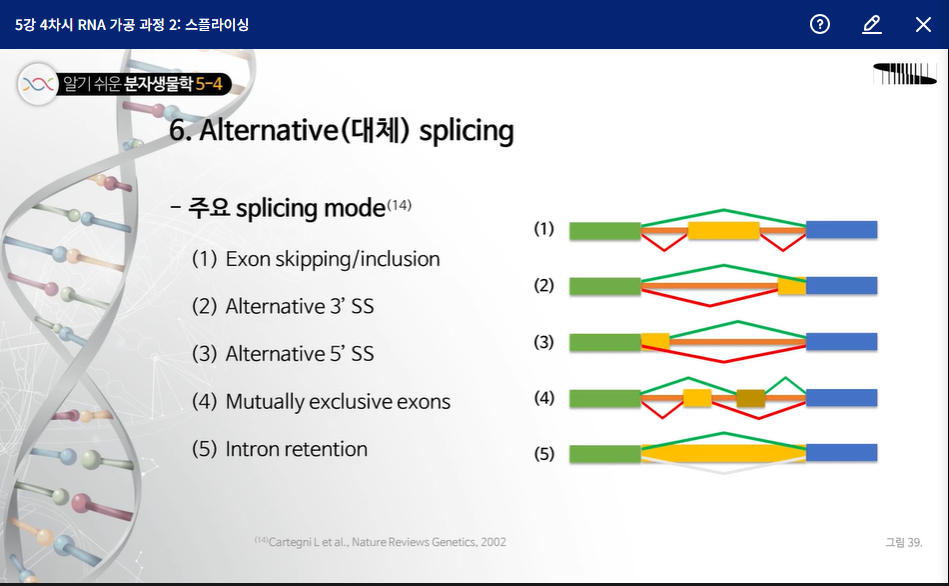 5강 4차시 RNA 가공 과정 2: 스플라이싱
알기 쉬운 분자생물학 5-4
6. Alternative(대체) splicing
- 주요 splicing mode(14)
(1) Exon skipping/inclusion
(2) Alternative 3’ SS
(3) Alternative 5’ SS
(4) Mutually exclusive exons
(5) Intron retention
(1)
(2)
(3)
(4)
(5)
(14)Cartegni L et al., Nature Reviews Genetics, 2002
그림 39.